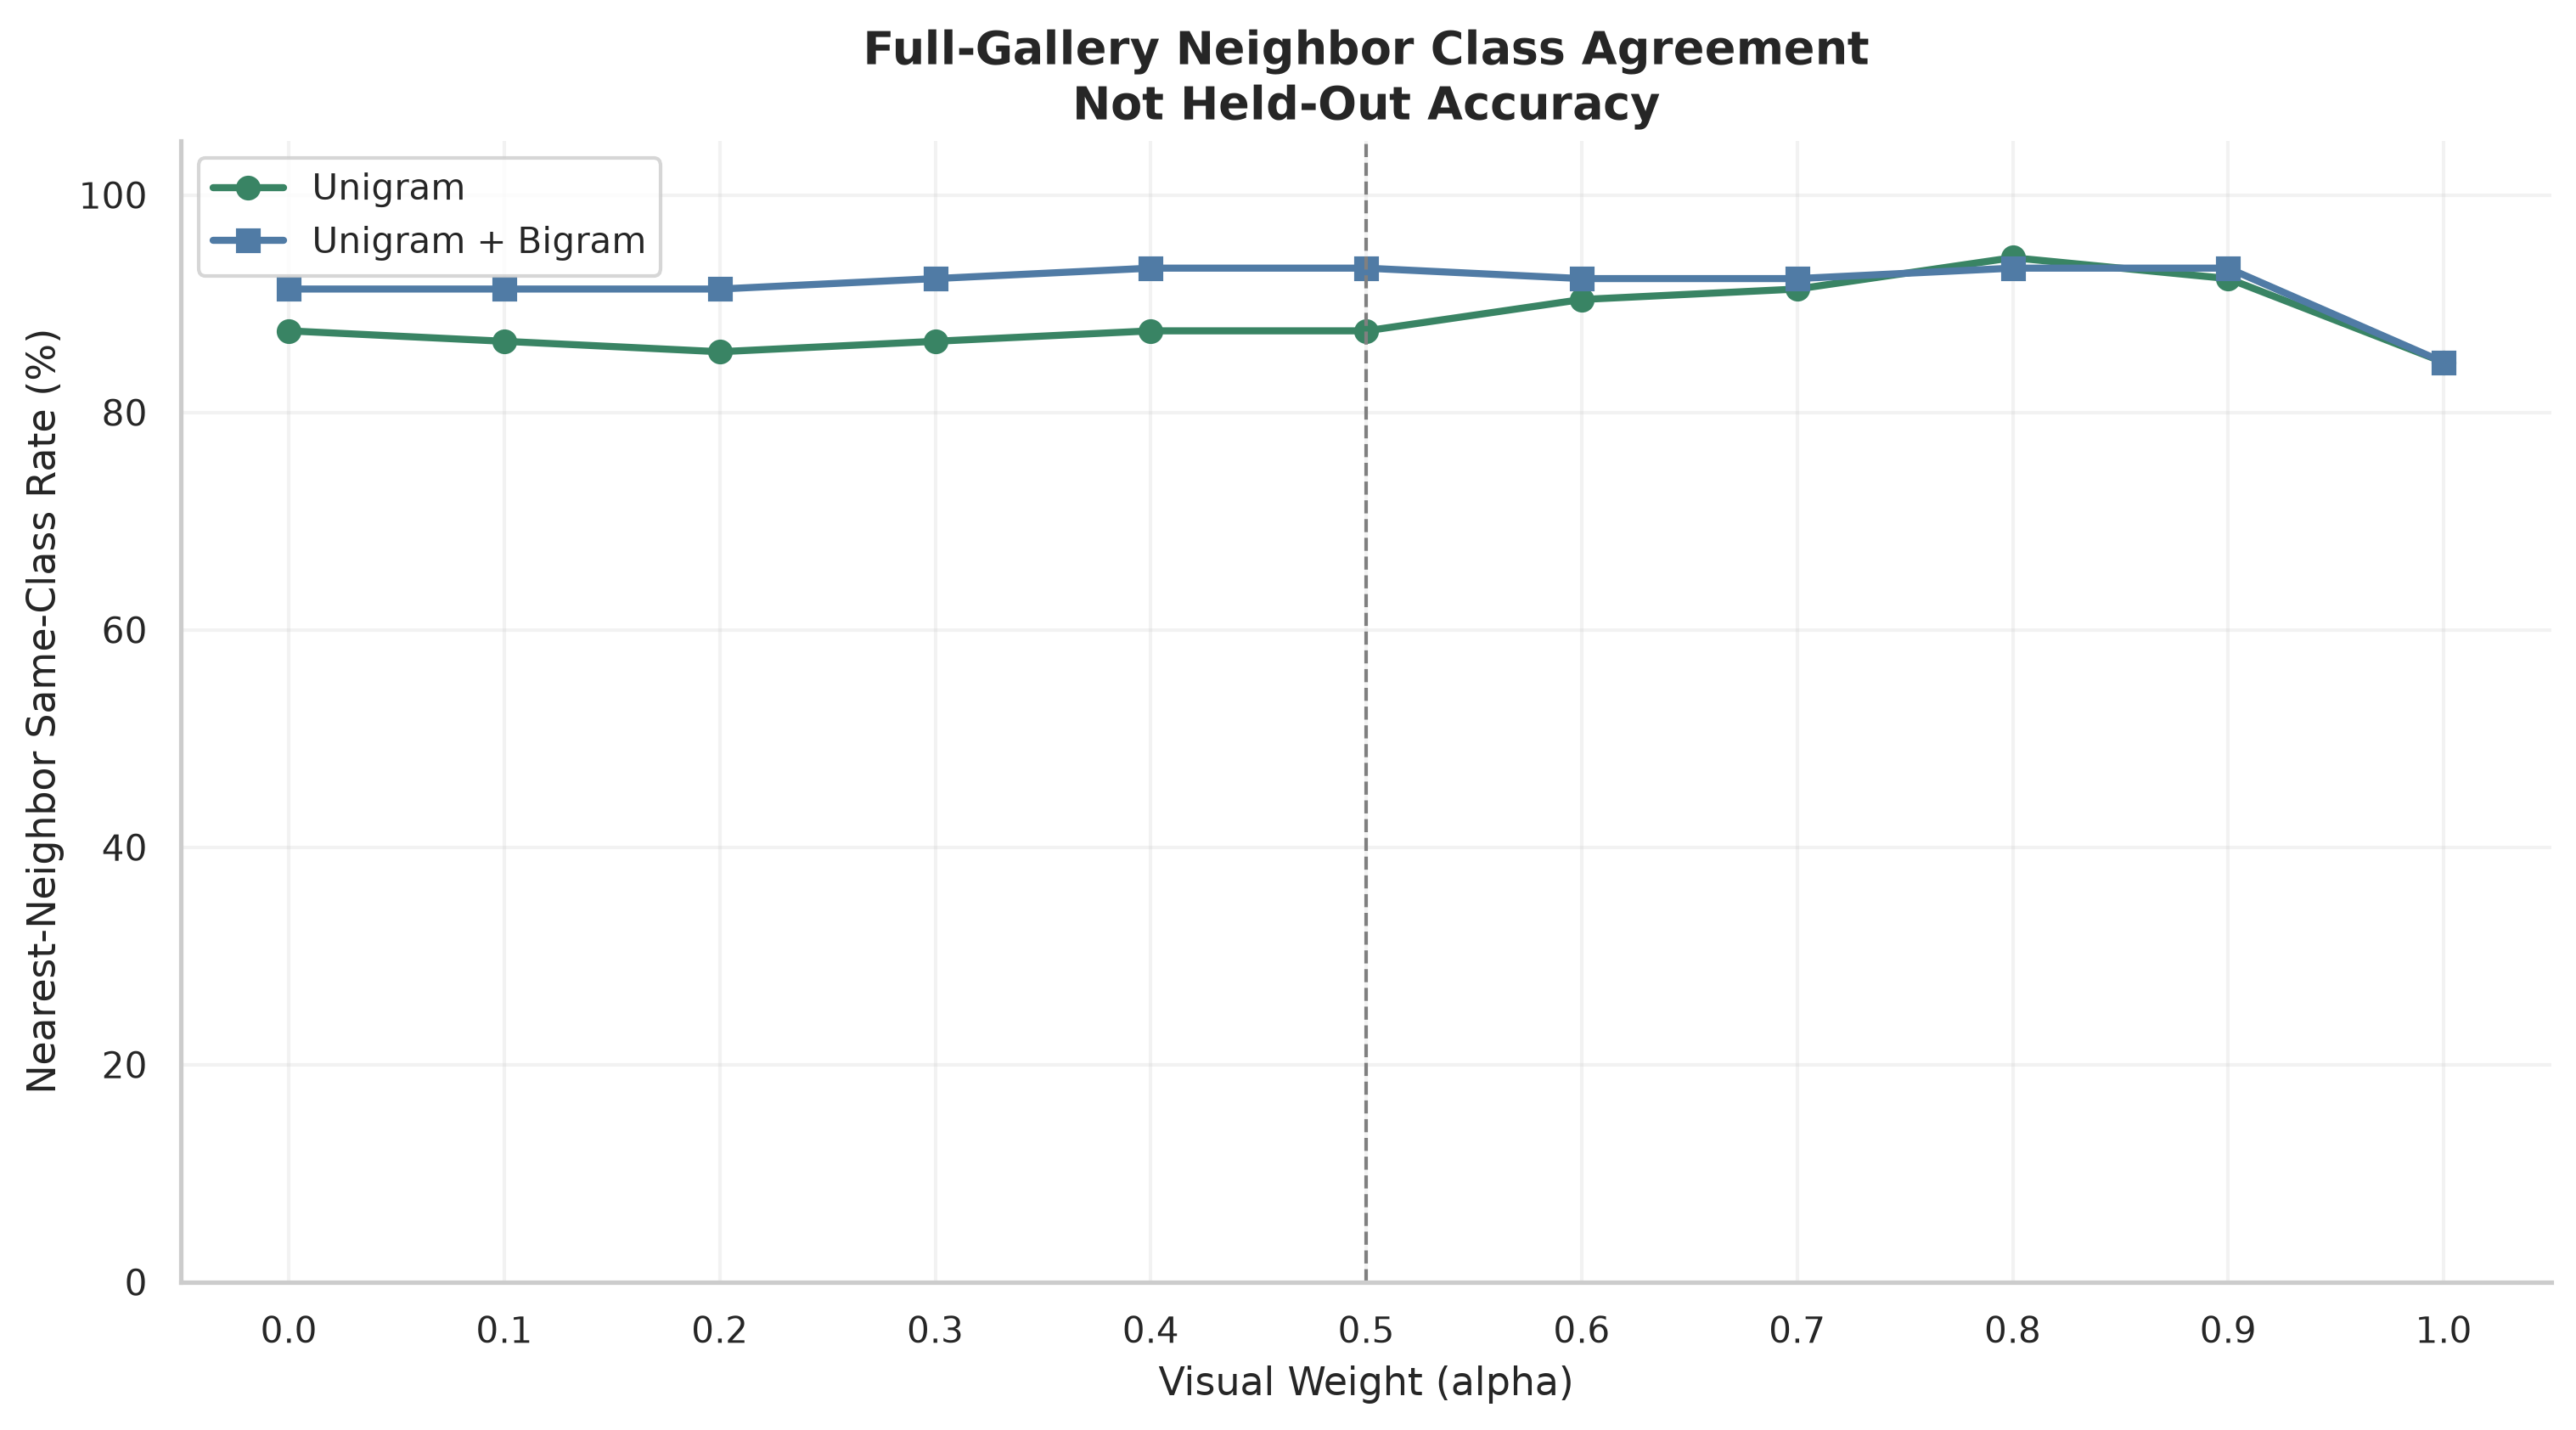 Full-Gallery Neighbor Class Agreement
Not Held-Out Accuracy
Unigram
Unigram + Bigram
Nearest-Neighbor Same-Class Rate (%)
100
80
60
40
20
0
0.0 0.1 0.2 0.3 0.4 0.5 0.6 0.7 0.8 0.9 1.0
Visual Weight (alpha)